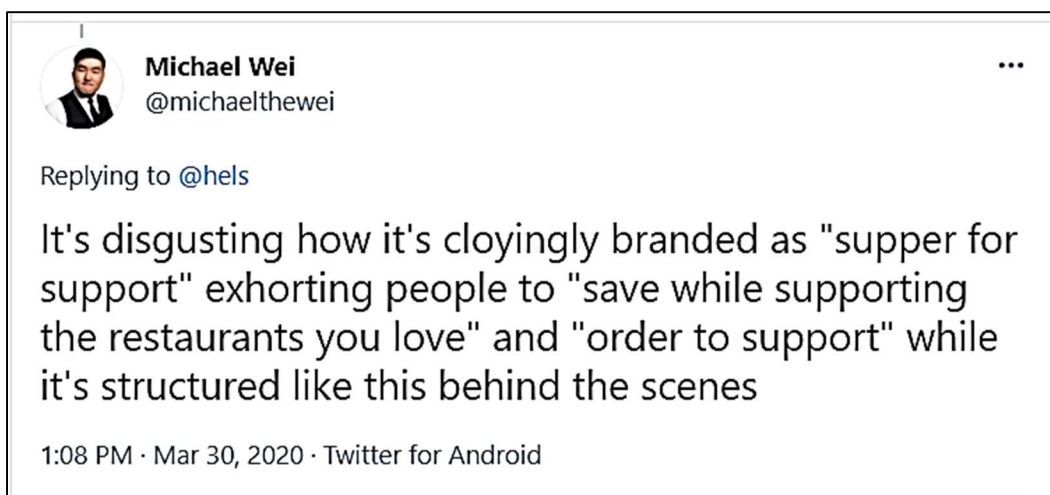 Michael Wei
@michaelthewei
Replying to @hels
It's disgusting how it's cloyingly branded as "supper for
support" exhorting people to "save while supporting
the restaurants you love" and "order to support" while
it's structured like this behind the scenes
1:08 PM · Mar 30, 2020 · Twitter for Android